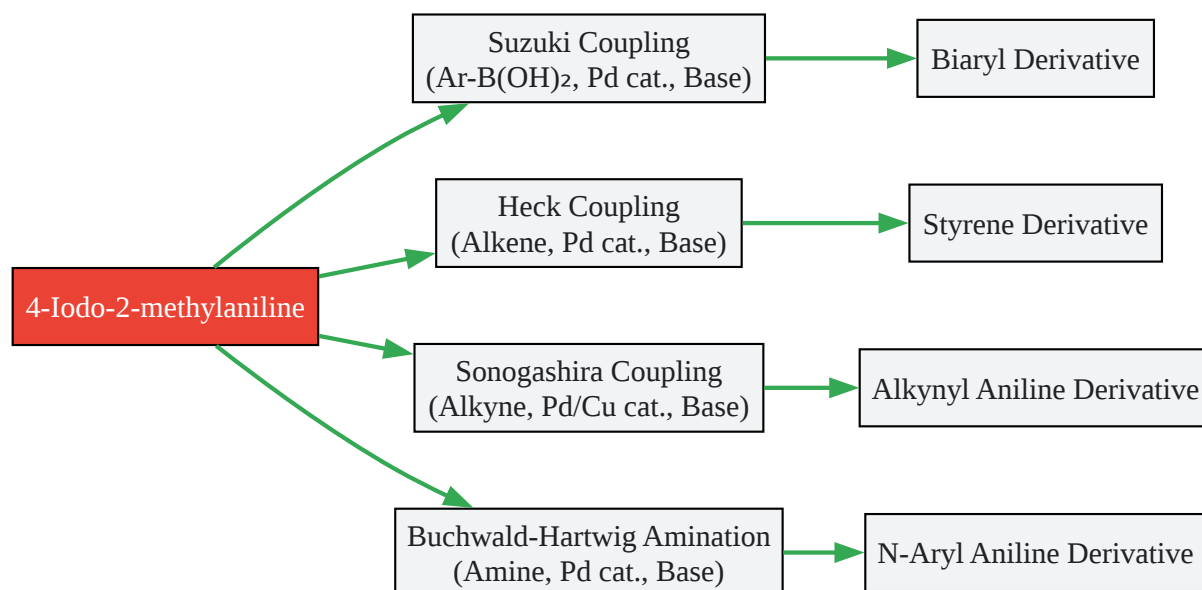 Suzuki Coupling
(Ar-B(OH)₂, Pd cat., Base)
Biaryl Derivative
Heck Coupling
(Alkene, Pd cat., Base)
Styrene Derivative
4-Iodo-2-methylaniline
Sonogashira Coupling
(Alkyne, Pd/Cu cat., Base)
Alkynyl Aniline Derivative
Buchwald-Hartwig Amination
(Amine, Pd cat., Base)
N-Aryl Aniline Derivative